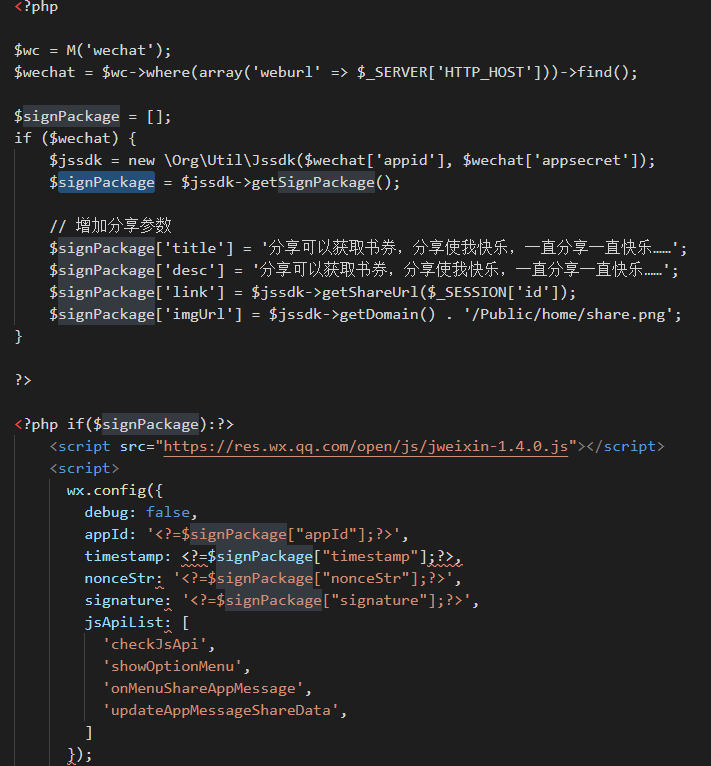 <?php
$wc = M('wechat');
$wechat = $wc->where(array('weburl' => $_SERVER['HTTP_HOST']))->find();
$signPackage = [];
if ($wechat) {
$jssdk = new \Org\Util\Jssdk($wechat['appid'], $wechat['appsecret']);
$signPackage = $jssdk->getSignPackage();
// 增加分享参数
$signPackage['title'] = '分享可以获取书券，分享使我快乐，一直分享一直快乐……';
$signPackage['desc'] = '分享可以获取书券，分享使我快乐，一直分享一直快乐……';
$signPackage['link'] = $jssdk->getShareUrl($_SESSION['id']);
$signPackage['imgUrl'] = $jssdk->getDomain() . '/Public/home/share.png';
}
?>
<?php if($signPackage):?>
<script src="https://res.wx.qq.com/open/js/jweixin-1.4.0.js"></script>
<script>
wx.config({
debug: false,
appId: '<?=$signPackage["appId"];?>',
timestamp: <?=$signPackage["timestamp"];?>,
nonceStr: '<?=$signPackage["nonceStr"];?>',
signature: '<?=$signPackage["signature"];?>',
jsApiList: [
'checkJsApi',
'showOptionMenu',
'onMenuShareAppMessage',
'updateAppMessageShareData',
]
});